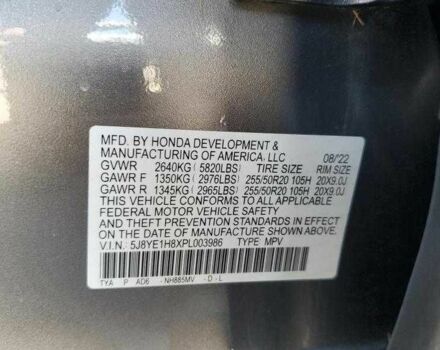 MFD. BY HONDA DEVELOPMENT &
MANUFACTURING OF AMERICA, LLC 08/'22
GVWR 2640KG( 5820LBS) TIRE SIZE RIM SIZE
GAWR F 1350KG( 2976LBS) 255/50R20 105H 20X9.0J
GAWR R 1345KG( 2965LBS) 255/50R20 105H 20X9.0J
THIS VEHICLE CONFORMS TO ALL APPLICABLE
FEDERAL MOTOR VEHICLE SAFETY
AND THEFT PREVENTION STANDARDS IN EFFECT
ON THE DATE OF MANUFACTURE SHOWN ABOVE.
V.I.N: 5J8YE1H8XPL003986 TYPE MPV
TYA P AD6 NH885MV -D-L